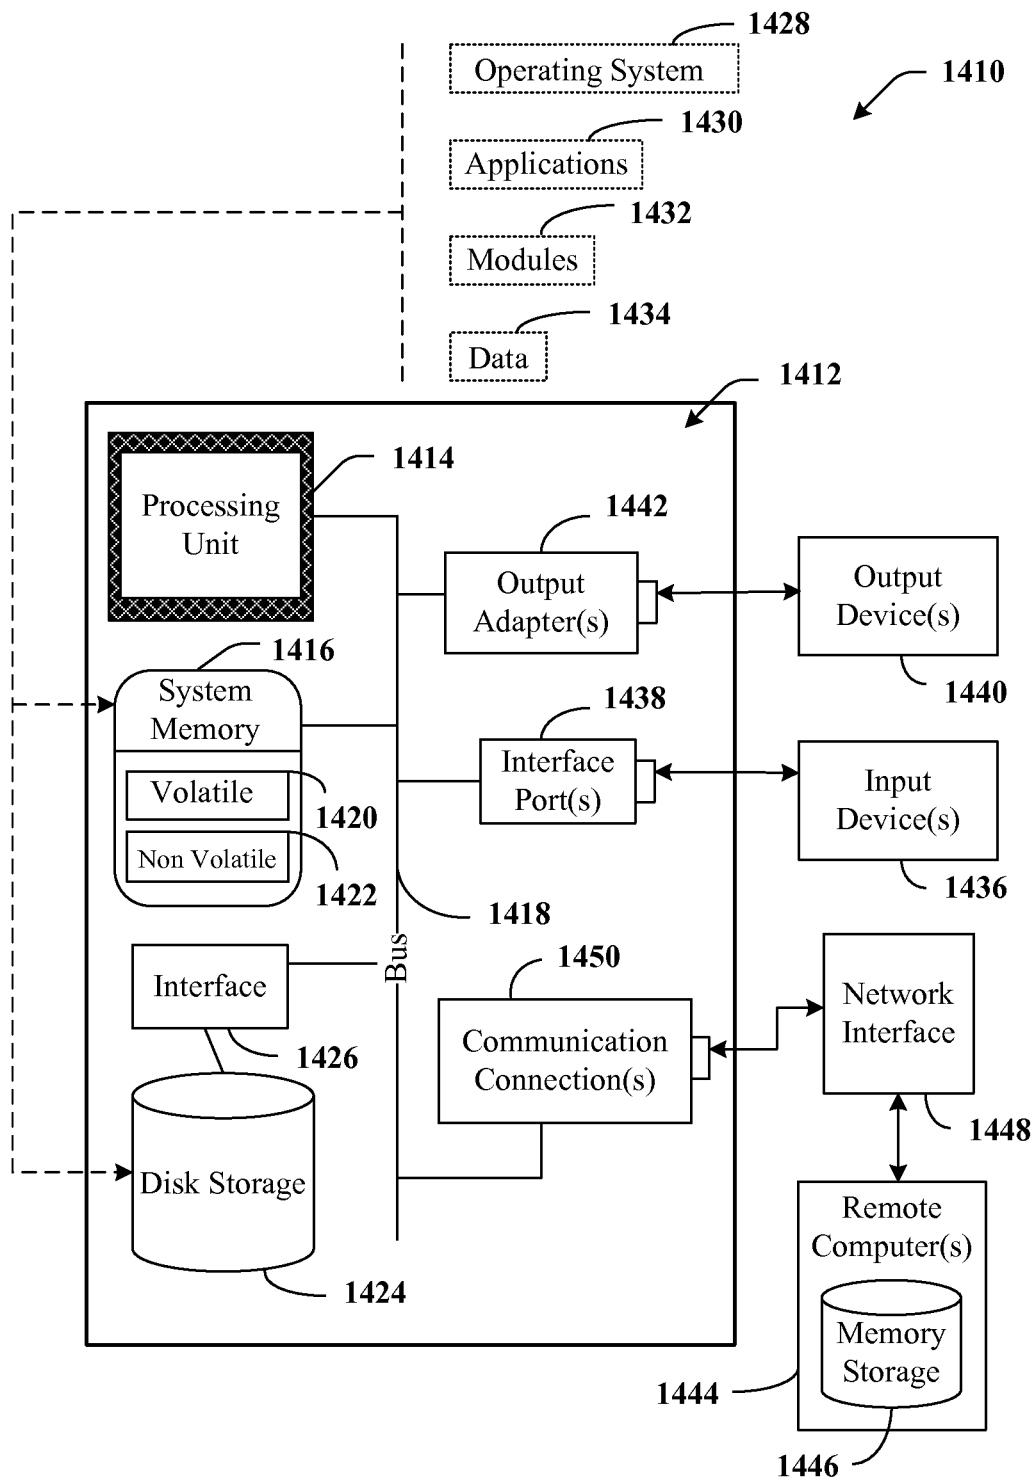 1428
Operating System
1410
1430
Applications
1432
Modules
1434
Data
1412
1414
Processing
Unit
1442
Output
Adapter(s)
Output
Device(s)
1440
1416
System
Memory
Volatile
1420
Non Volatile
1422
1438
Interface
Port(s)
Input
Device(s)
1436
1418
Bus
Interface
1426
1450
Communication
Connection(s)
Network
Interface
1448
Disk Storage
1424
Remote
Computer(s)
Memory
Storage
1444
1446